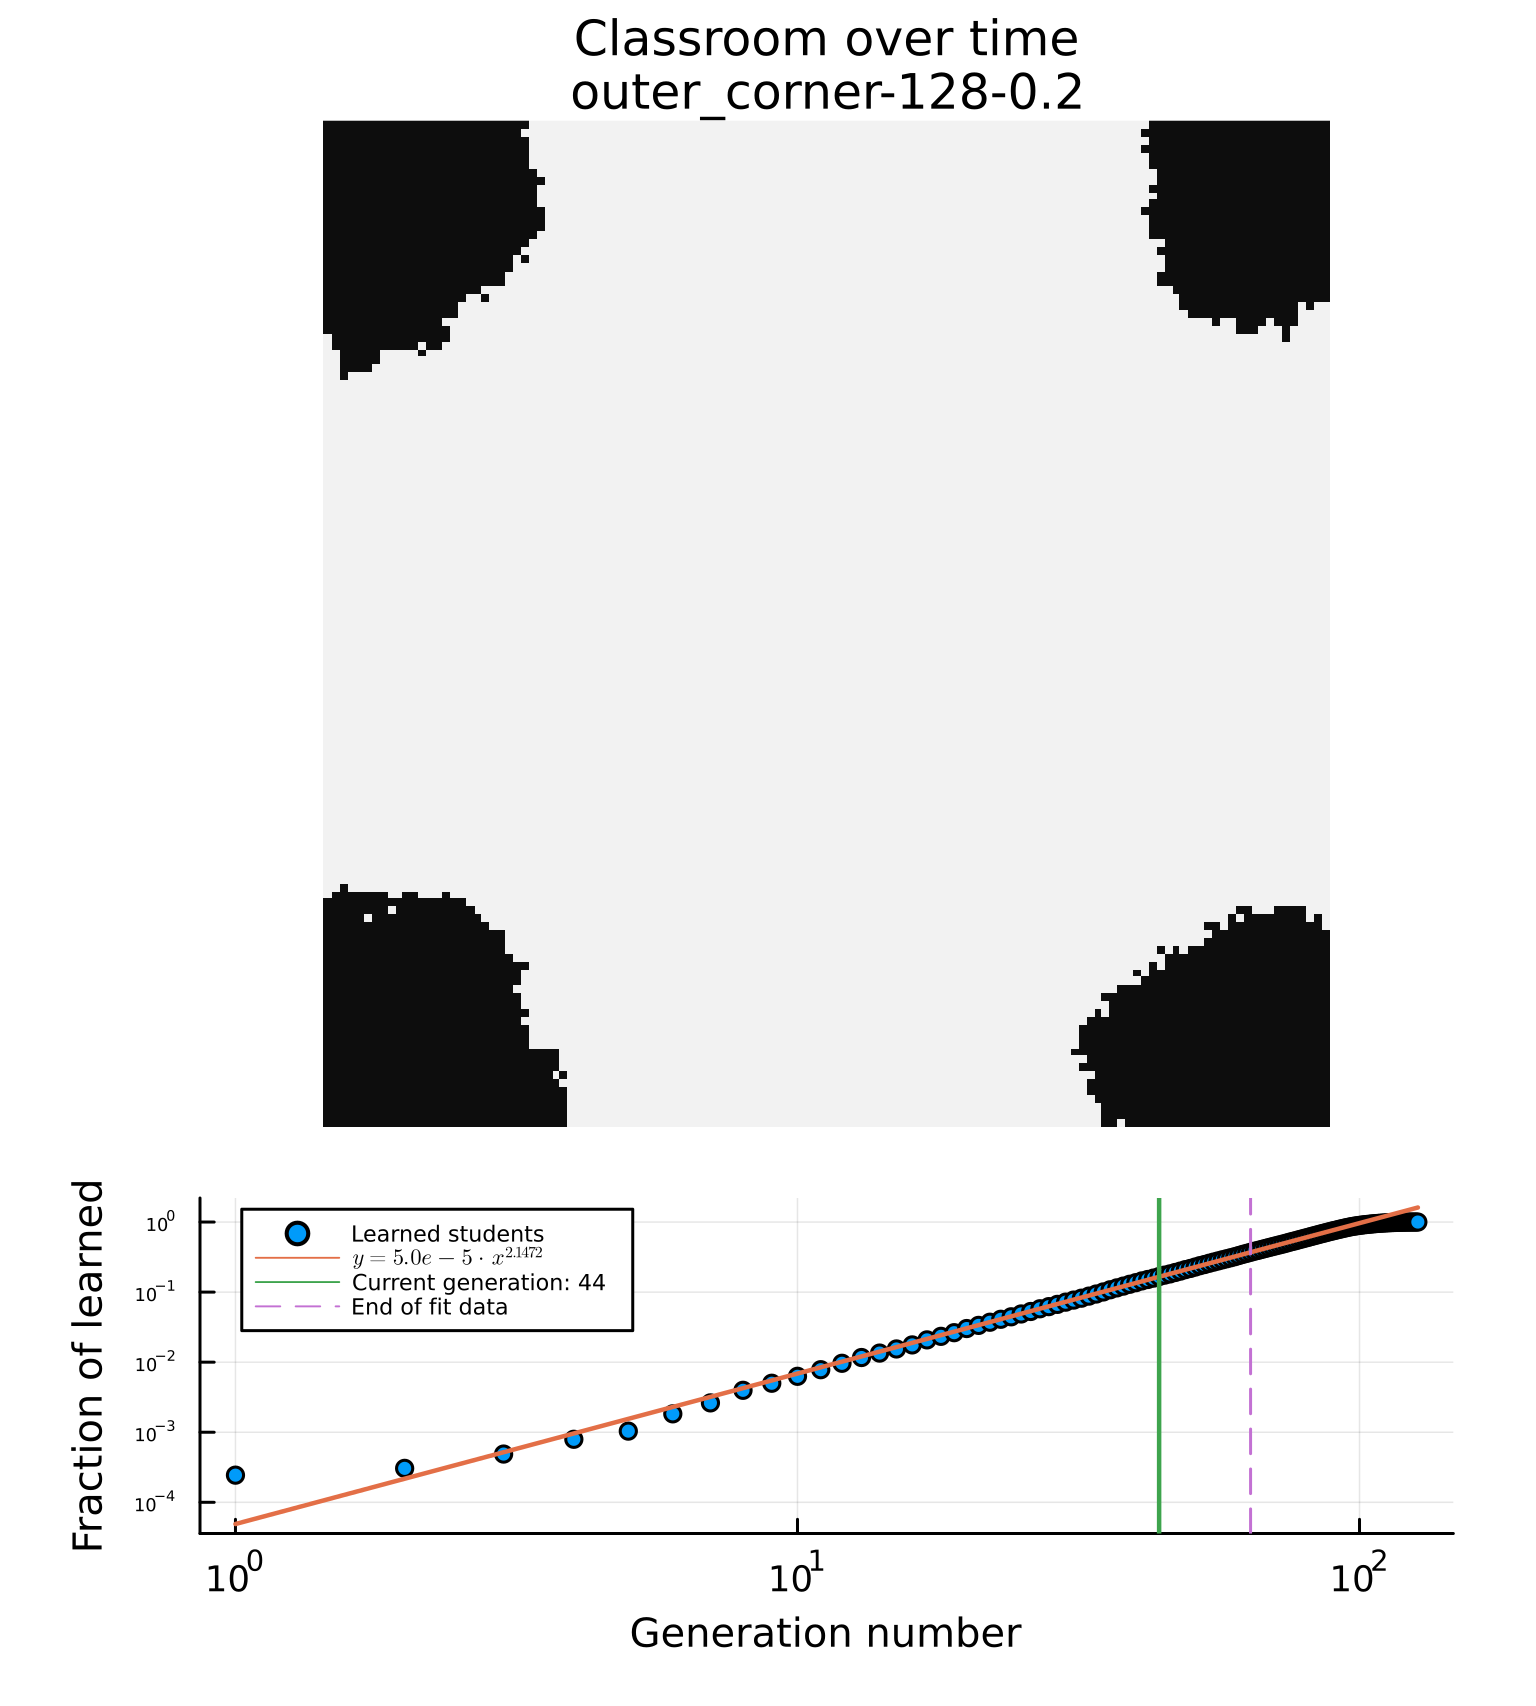 Classroom over time
outer_corner-128-0.2
Fraction of learned
10^0
10^-1
10^-2
10^-3
10^-4
Learned students
y = 5.0e − 5 · x^2.1472
Current generation: 44
End of fit data
10^0 10^1 10^2
Generation number